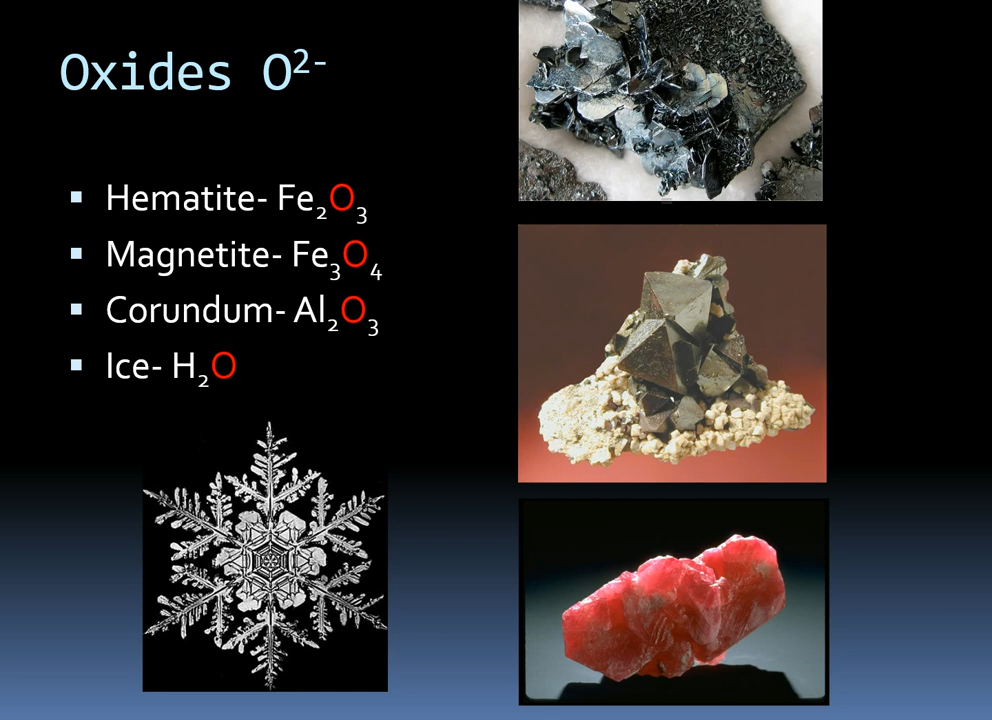 Oxides O²⁻
▪ Hematite- Fe₂O₃
▪ Magnetite- Fe₃O₄
▪ Corundum- Al₂O₃
▪ Ice- H₂O